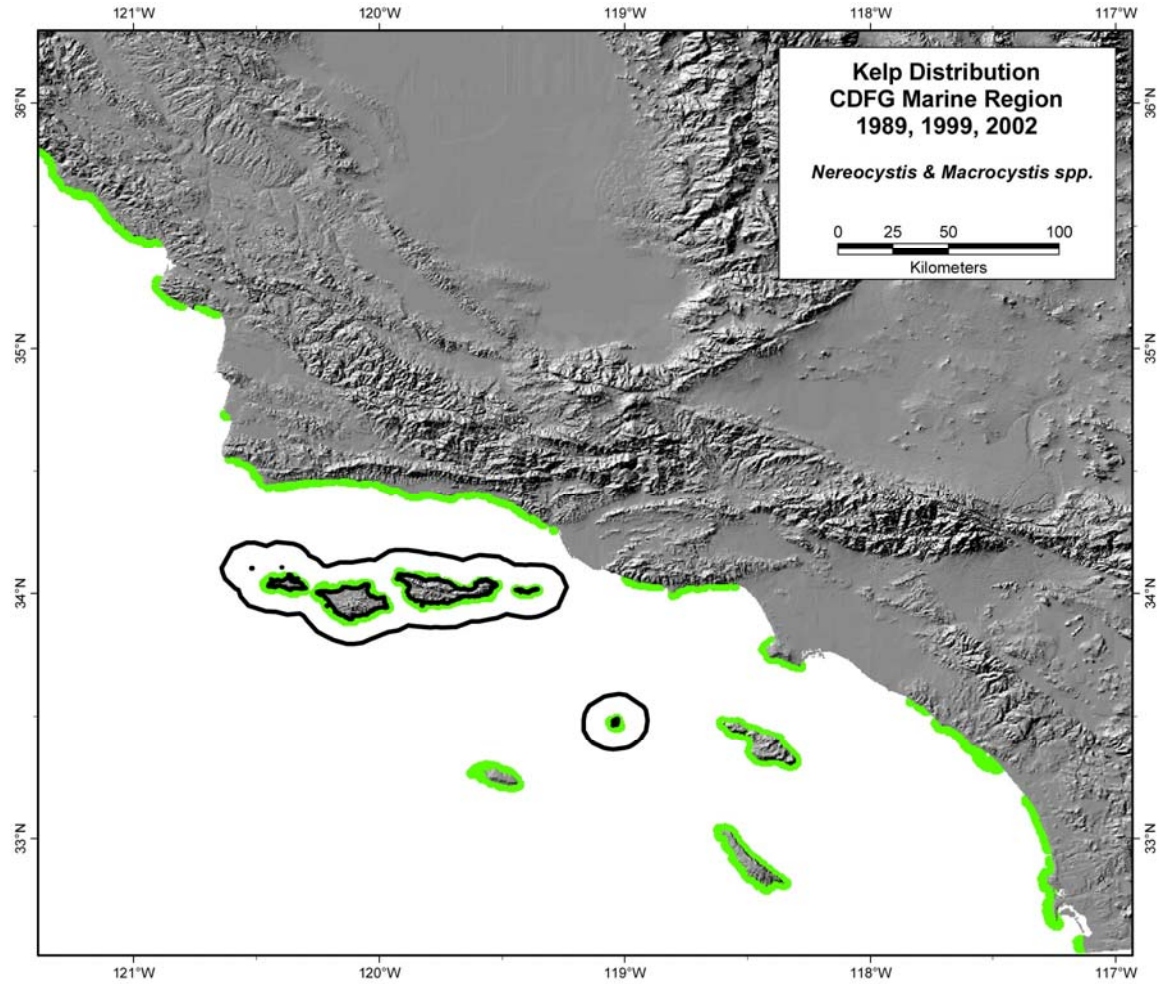 121°W 120°W 119°W 118°W 117°W
Kelp Distribution
CDFG Marine Region
1989, 1999, 2002
Nereocystis & Macrocystis spp.
0 25 50 100
Kilometers
36°N 36°N
35°N 35°N
34°N 34°N
33°N 33°N
121°W 120°W 119°W 118°W 117°W